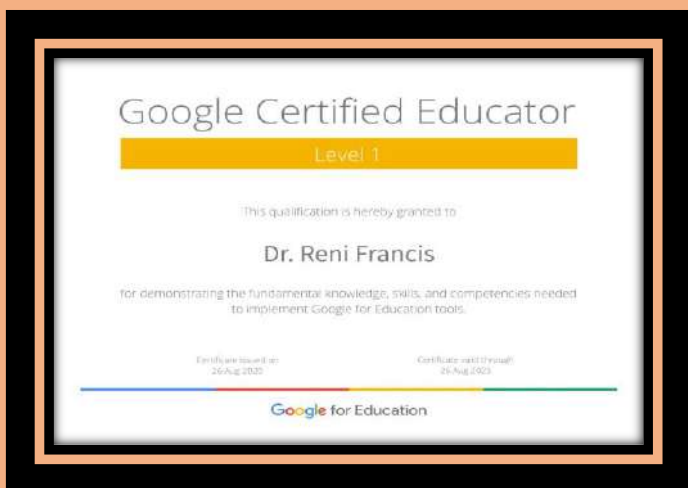 Google Certified Educator
Level 1
This qualification is hereby granted to
Dr. Reni Francis
for demonstrating the fundamental knowledge, skills, and competencies needed
to implement Google for Education tools.
Certificate issued on
Certificate valid through
26 Aug 2020
26 Aug
Google for Education